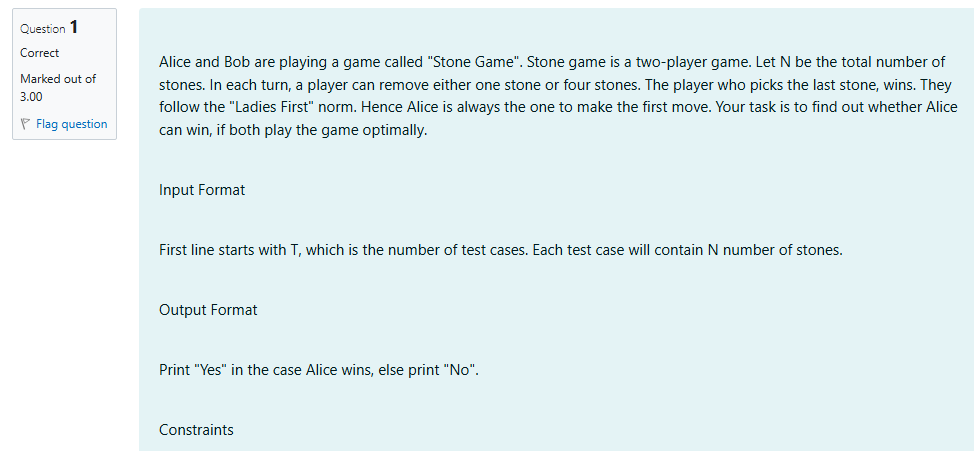 Question 1
Correct
Marked out of
3.00
Flag question
Alice and Bob are playing a game called "Stone Game". Stone game is a two-player game. Let N be the total number of
stones. In each turn, a player can remove either one stone or four stones. The player who picks the last stone, wins. They
follow the "Ladies First" norm. Hence Alice is always the one to make the first move. Your task is to find out whether Alice
can win, if both play the game optimally.
Input Format
First line starts with T, which is the number of test cases. Each test case will contain N number of stones.
Output Format
Print "Yes" in the case Alice wins, else print "No".
Constraints